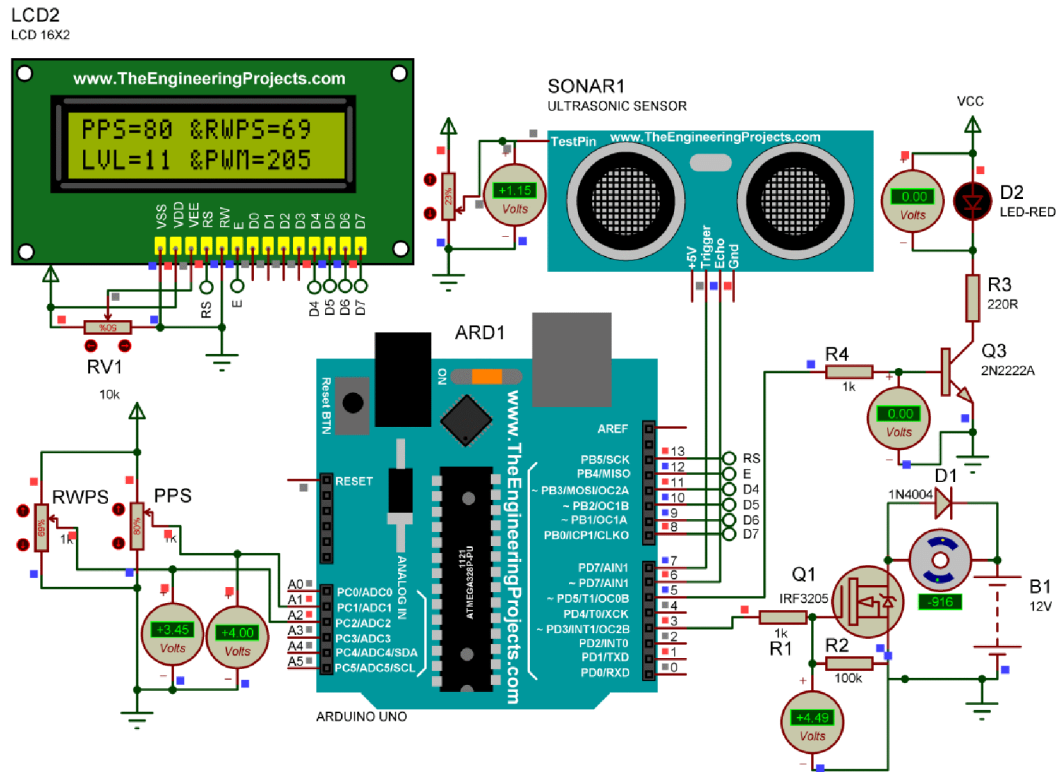 LCD2
LCD 16X2
www.TheEngineeringProjects.com
PPS=80 &RWPS=69
LVL=11 &PWM=205
VSS
VDD
VEE
RS
RW
E
D0
D1
D2
D3
D4
D5
D6
D7
RS
E
D4
D5
D6
D7
50%
RV1
10k
SONAR1
ULTRASONIC SENSOR
TestPin
www.TheEngineeringProjects.com
+5V
Trigger
Echo
Gnd
23%
+1.15
Volts
VCC
0.00
Volts
D2
LED-RED
R3
220R
Q3
2N2222A
R4
1k
0.00
Volts
ARD1
Reset BTN
ON
www.TheEngineeringProjects.com
ANALOG IN
1121
ATMEGA328P-PU
RESET
A0 PC0/ADC0
A1 PC1/ADC1
A2 PC2/ADC2
A3 PC3/ADC3
A4 PC4/ADC4/SDA
A5 PC5/ADC5/SCL
AREF
PB5/SCK 13 RS
PB4/MISO 12 E
~ PB3/MOSI/OC2A 11 D4
~ PB2/OC1B 10 D5
~ PB1/OC1A 9 D6
PB0/ICP1/CLKO 8 D7
PD7/AIN1 7
~ PD7/AIN1 6
~ PD5/T1/OC0B 5
PD4/T0/XCK 4
~ PD3/INT1/OC2B 3
PD2/INT0 2
PD1/TXD 1
PD0/RXD 0
ARDUINO UNO
RWPS
PPS
69%
1k
80%
1k
+3.45
Volts
+4.00
Volts
D1
1N4004
Q1
IRF3205
-916
B1
12V
1k
R1
R2
100k
+4.49
Volts